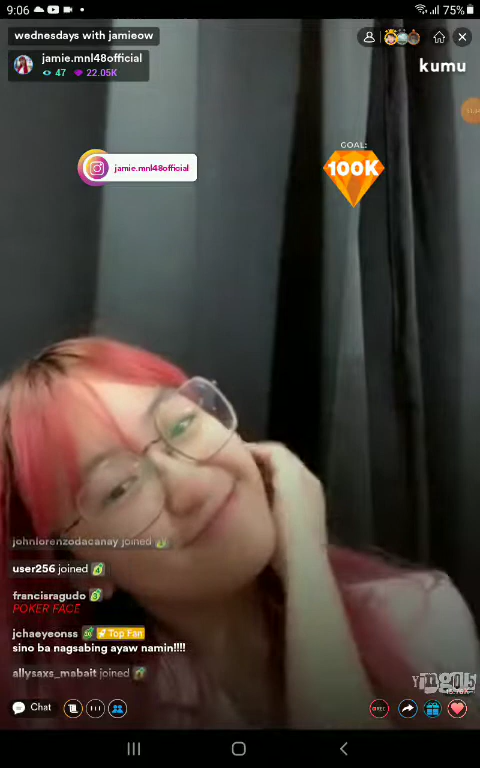 9:06
75%
wednesdays with jamieow
jamie.mnl48official
47 22.05K
kumu
GOAL:
100K
jamie.mnl48official
johnlorenzodacanay joined
user256 joined
francisragudo
POKER FACE
jchaeyeonss Top Fan
sino ba nagsabing ayaw namin!!!!
allysaxs_mabait joined
Chat
REC